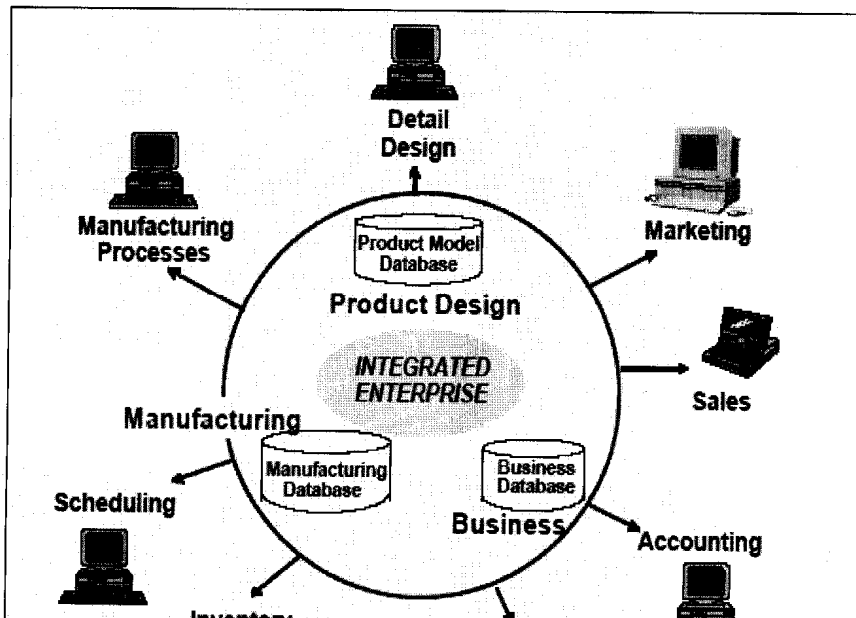 Detail
Design
Manufacturing
Processes
Marketing
Product Model
Database
Product Design
INTEGRATED
ENTERPRISE
Sales
Manufacturing
Manufacturing
Database
Business
Database
Scheduling
Business
Accounting
Inventory